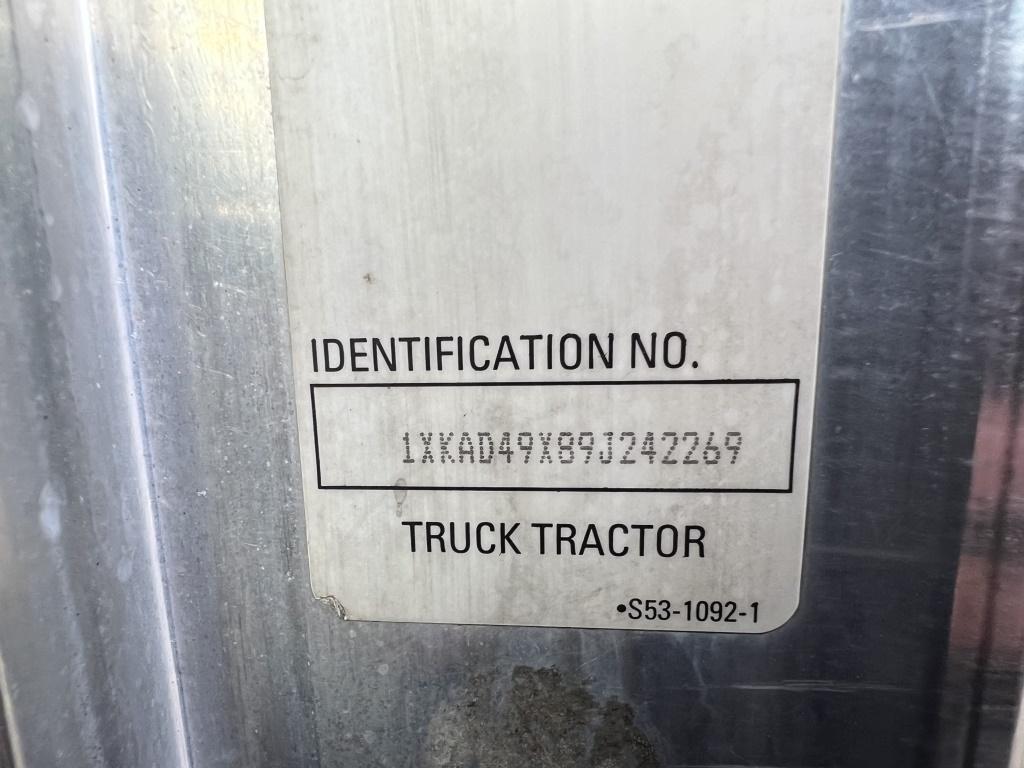 IDENTIFICATION NO.
1XKAD49X89J242269
TRUCK TRACTOR
•S53-1092-1